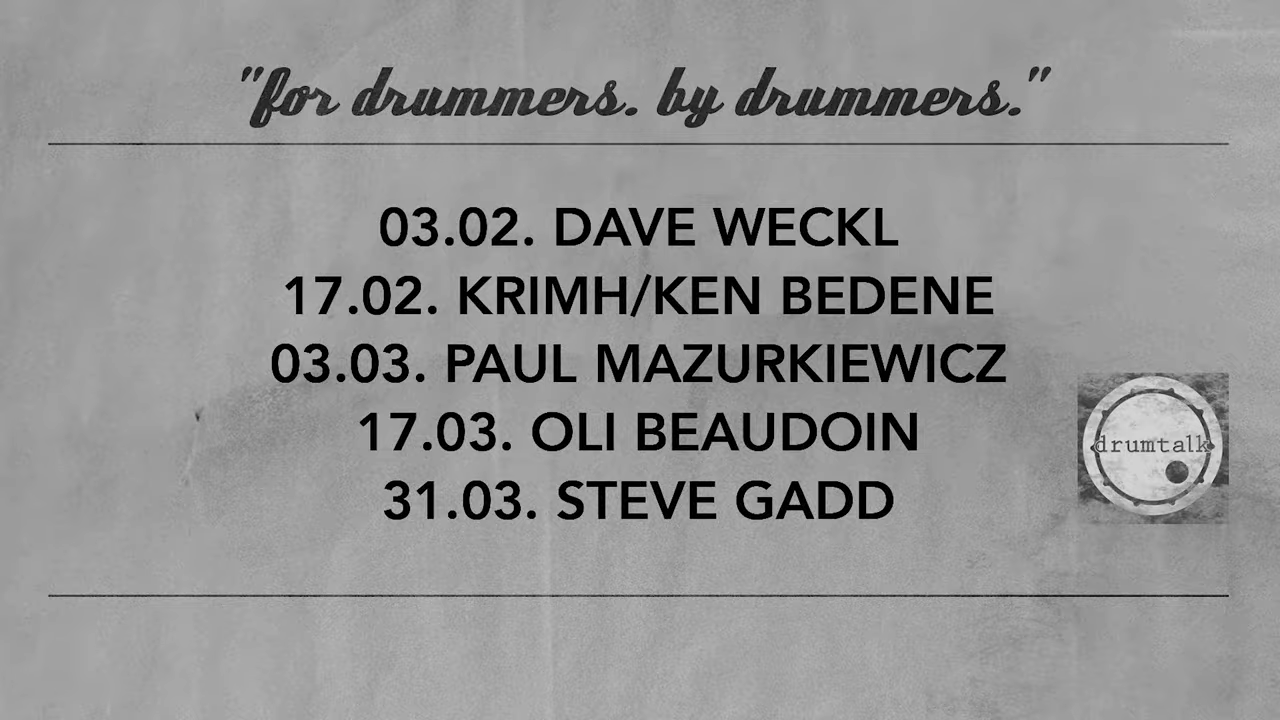 "for drummers. by drummers."
03.02. DAVE WECKL
17.02. KRIMH/KEN BEDENE
03.03. PAUL MAZURKIEWICZ
17.03. OLI BEAUDOIN
31.03. STEVE GADD
drumtalk